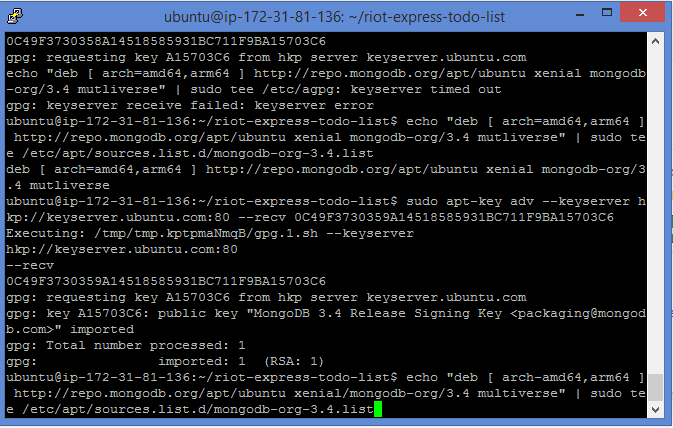 ubuntu@ip-172-31-81-136: ~/riot-express-todo-list
0C49F3730358A14518585931BC711F9BA15703C6
gpg: requesting key A15703C6 from hkp server keyserver.ubuntu.com
echo "deb [ arch=amd64,arm64 ] http://repo.mongodb.org/apt/ubuntu xenial mongodb
-org/3.4 mutliverse" | sudo tee /etc/agpg: keyserver timed out
gpg: keyserver receive failed: keyserver error
ubuntu@ip-172-31-81-136:~/riot-express-todo-list$ echo "deb [ arch=amd64,arm64 ]
 http://repo.mongodb.org/apt/ubuntu xenial mongodb-org/3.4 mutliverse" | sudo te
e /etc/apt/sources.list.d/mongodb-org-3.4.list
deb [ arch=amd64,arm64 ] http://repo.mongodb.org/apt/ubuntu xenial mongodb-org/3
.4 mutliverse
ubuntu@ip-172-31-81-136:~/riot-express-todo-list$ sudo apt-key adv --keyserver h
kp://keyserver.ubuntu.com:80 --recv 0C49F3730359A14518585931BC711F9BA15703C6
Executing: /tmp/tmp.kptpmaNmqB/gpg.1.sh --keyserver
hkp://keyserver.ubuntu.com:80
--recv
0C49F3730359A14518585931BC711F9BA15703C6
gpg: requesting key A15703C6 from hkp server keyserver.ubuntu.com
gpg: key A15703C6: public key "MongoDB 3.4 Release Signing Key <packaging@mongod
b.com>" imported
gpg: Total number processed: 1
gpg:               imported: 1  (RSA: 1)
ubuntu@ip-172-31-81-136:~/riot-express-todo-list$ echo "deb [ arch-amd64,arm64 ]
 http://repo.mongodb.org/apt/ubuntu xenial/mongodb-org/3.4 multiverse" | sudo te
e /etc/apt/sources.list.d/mongodb-org-3.4.list